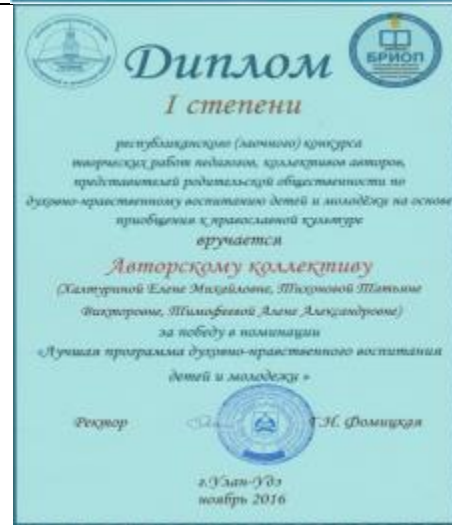 БРИОП
Диплом
I степени
республиканского (заочного) конкурса
творческих работ педагогов, коллективов авторов,
представителей родительской общественности по
духовно-нравственному воспитанию детей и молодёжи на основе
приобщения к православной культуре
вручается
Авторскому коллективу
(Халтуриной Елене Михайловне, Тихоновой Татьяне
Викторовне, Тимофеевой Алене Александровне)
за победу в номинации
«Лучшая программа духовно-нравственного воспитания
детей и молодежи »
Ректор Г.Н. Фомицкая
г.Улан-Удэ
ноябрь 2016